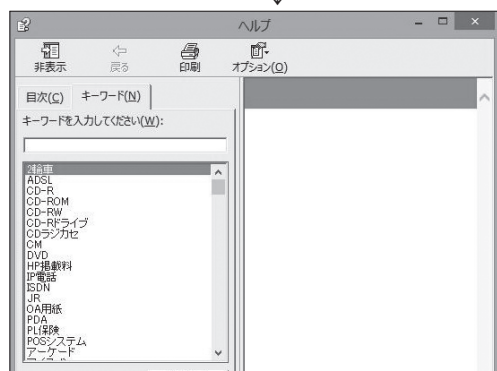 ヘルプ
非表示
戻る
印刷
オプション(O)
目次(C)
キーワード(N)
キーワードを入力してください(W):
2輪車
ADSL
CD-R
CD-ROM
CD-RW
CD-Rドライブ
CDラジカセ
CM
DVD
HP掲載料
IP電話
ISDN
JR
OA用紙
PDA
PL保険
POSシステム
アーケード